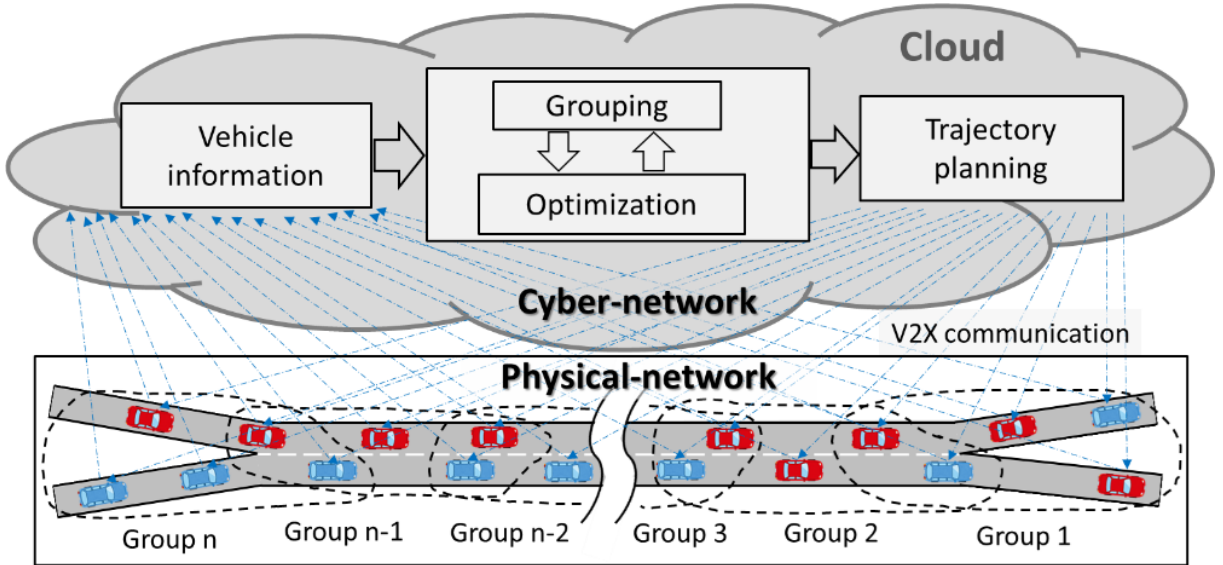 Cloud
Vehicle
information
Grouping
Optimization
Trajectory
planning
Cyber-network
V2X communication
Physical-network
Group n
Group n-1
Group n-2
Group 3
Group 2
Group 1